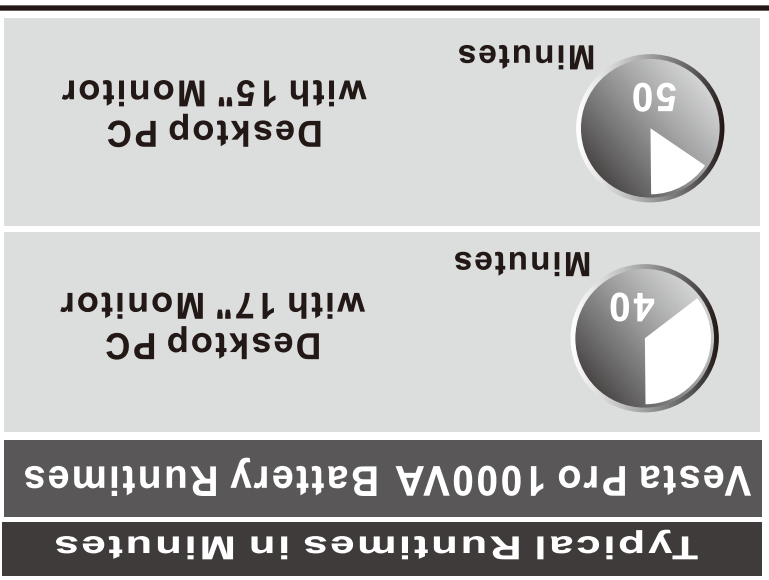 Typical Runtimes in Minutes
Vesta Pro 1000VA Battery Runtimes
40
Minutes
Desktop PC
with 17" Monitor
50
Minutes
Desktop PC
with 15" Monitor